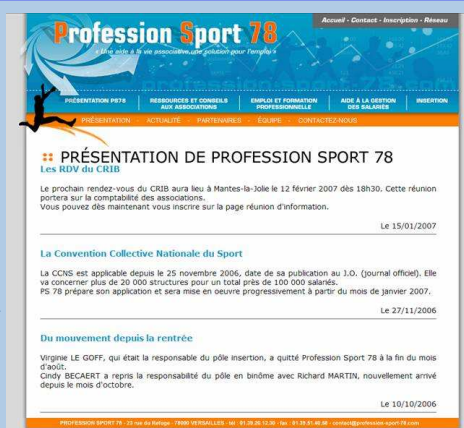 Accueil - Contact - Inscription - Réseau
Profession Sport 78
« Une aide à la vie associative, une solution pour l'emploi »
PRÉSENTATION PS78
RESSOURCES ET CONSEILS
AUX ASSOCIATIONS
EMPLOI ET FORMATION
PROFESSIONNELLE
AIDE À LA GESTION
DES SALARIÉS
INSERTION
PRÉSENTATION - ACTUALITÉ - PARTENAIRES - ÉQUIPE - CONTACTEZ-NOUS
PRÉSENTATION DE PROFESSION SPORT 78
Les RDV du CRIB
Le prochain rendez-vous du CRIB aura lieu à Mantes-la-Jolie le 12 février 2007 dès 18h30. Cette réunion
portera sur la comptabilité des associations.
Vous pouvez dès maintenant vous inscrire sur la page réunion d'information.
Le 15/01/2007
La Convention Collective Nationale du Sport
La CCNS est applicable depuis le 25 novembre 2006, date de sa publication au J.O. (journal officiel). Elle
va concerner plus de 20 000 structures pour un total près de 100 000 salariés.
PS 78 prépare son application et sera mise en oeuvre progressivement à partir du mois de janvier 2007.
Le 27/11/2006
Du mouvement depuis la rentrée
Virginie LE GOFF, qui était la responsable du pôle insertion, a quitté Profession Sport 78 à la fin du mois
d'août.
Cindy BECAERT a repris la responsabilité du pôle en binôme avec Richard MARTIN, nouvellement arrivé
depuis le mois d'octobre.
Le 10/10/2006
PROFESSION SPORT 78 - 23 rue du Refuge - 78000 VERSAILLES - tél : 01.39.20.12.30 - fax : - contact@profession-sport-78.com